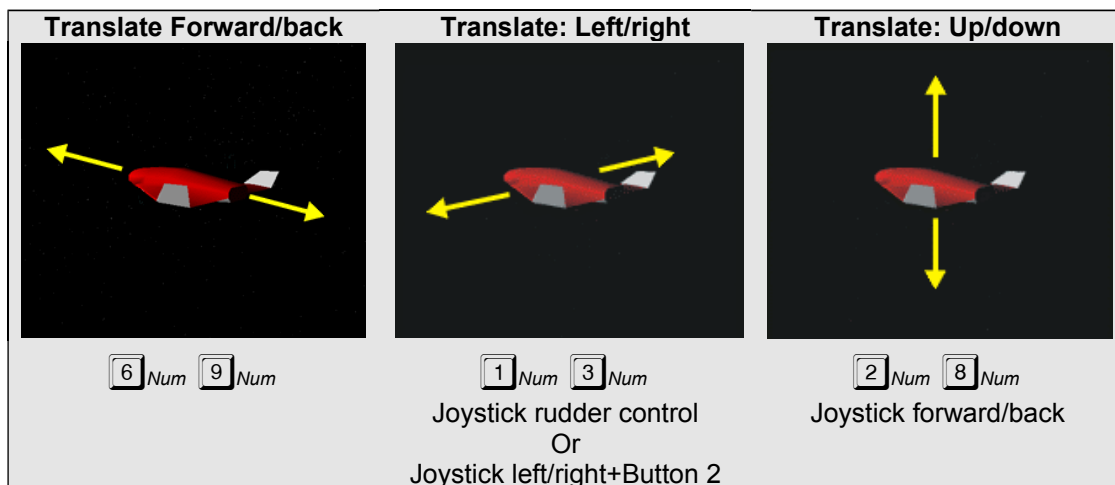 Translate Forward/back Translate: Left/right Translate: Up/down
6 Num 9 Num 1 Num 3 Num 2 Num 8 Num
Joystick rudder control Joystick forward/back
Or
Joystick left/right+Button 2